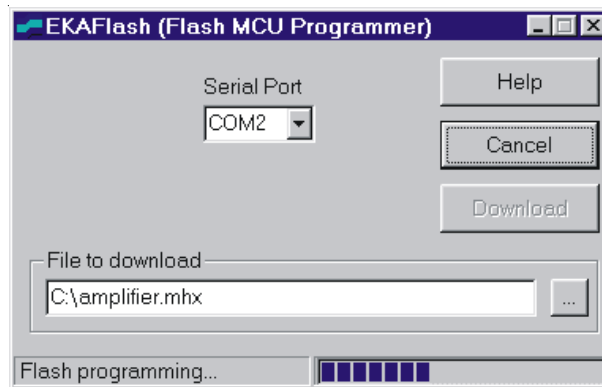 EKAFlash (Flash MCU Programmer)
Serial Port
COM2
Help
Cancel
Download
File to download
C:\amplifier.mhx
...
Flash programming...